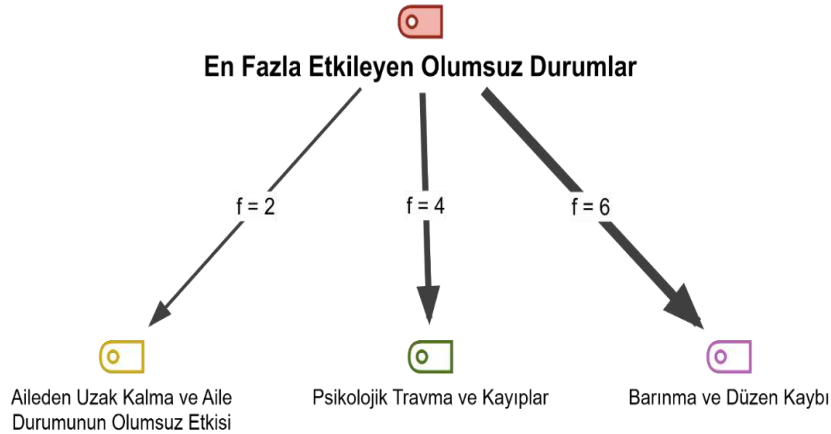 En Fazla Etkileyen Olumsuz Durumlar
f = 2
f = 4
f = 6
Aileden Uzak Kalma ve Aile
Durumunun Olumsuz Etkisi
Psikolojik Travma ve Kayıplar
Barınma ve Düzen Kaybı